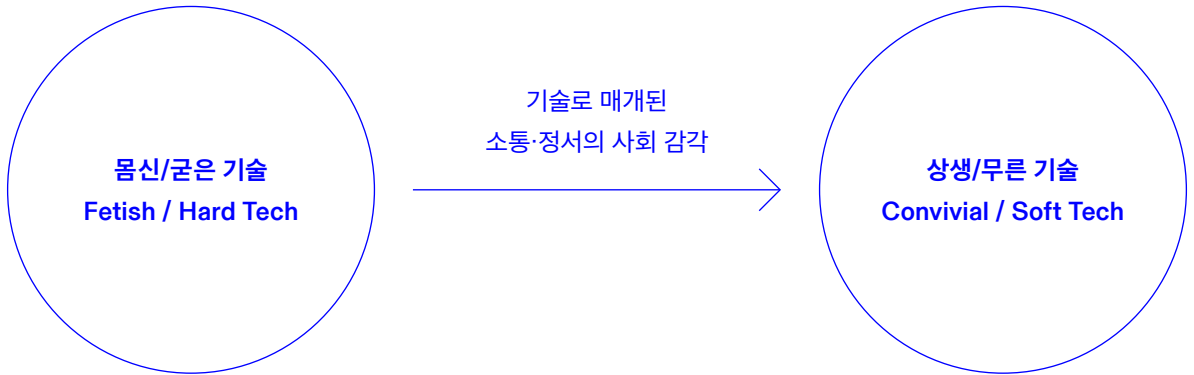 몸신/굳은 기술
Fetish / Hard Tech
기술로 매개된
소통·정서의 사회 감각
상생/무른 기술
Convivial / Soft Tech